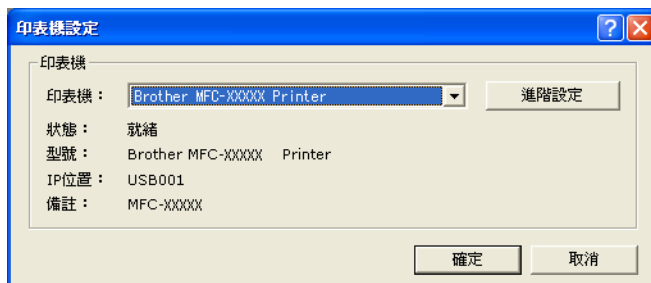 印表機設定
印表機
印表機： Brother MFC-XXXXX Printer 進階設定
狀態： 就緒
型號： Brother MFC-XXXXX Printer
IP位置： USB001
備註： MFC-XXXXX
確定 取消